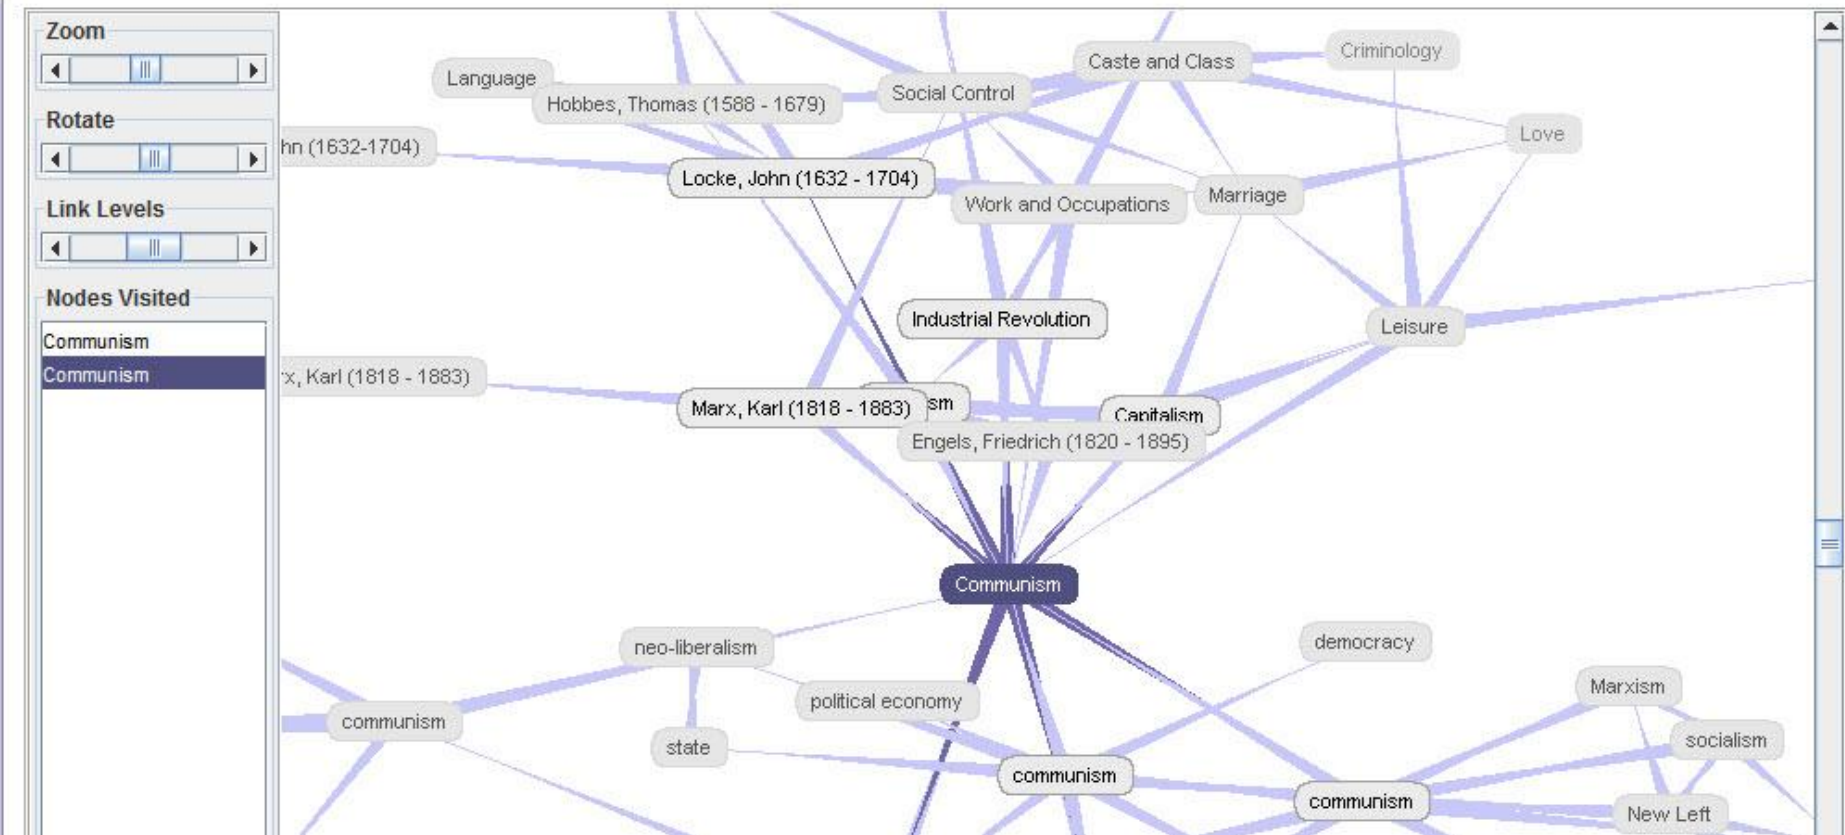 Zoom
Rotate
Link Levels
Nodes Visited
Communism
Communism
Criminology
Caste and Class
Language
Social Control
Hobbes, Thomas (1588 - 1679)
Love
hn (1632-1704)
Locke, John (1632 - 1704)
Marriage
Work and Occupations
Industrial Revolution
Leisure
x, Karl (1818 - 1883)
Marx, Karl (1818 - 1883)
sm
Capitalism
Engels, Friedrich (1820 - 1895)
Communism
neo-liberalism
democracy
Marxism
political economy
communism
state
socialism
communism
communism
New Left